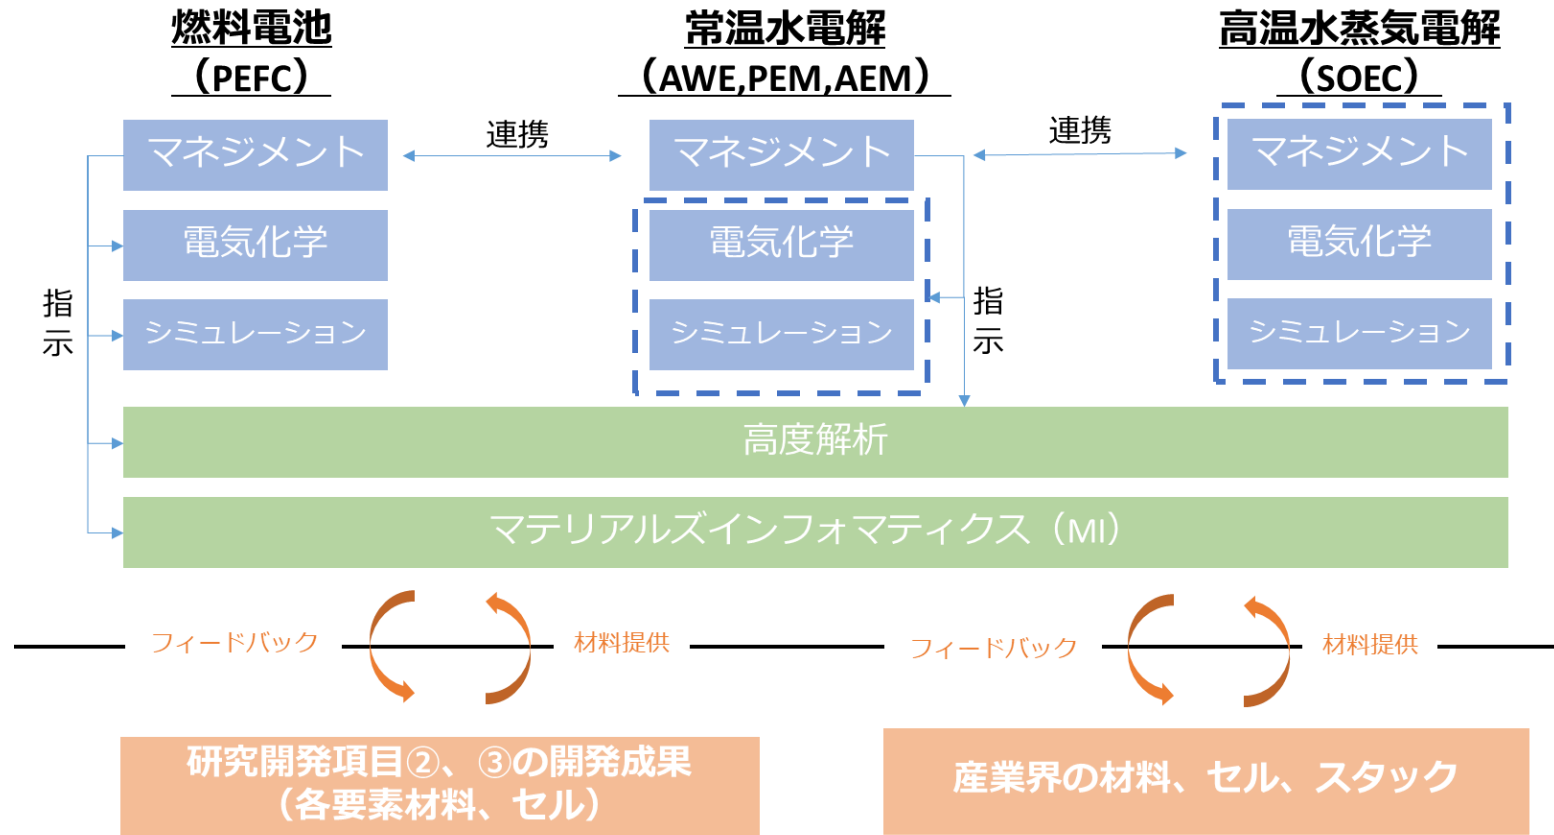 燃料電池
（PEFC）
常温水電解
（AWE,PEM,AEM）
高温水蒸気電解
（SOEC）
マネジメント
連携
マネジメント
連携
マネジメント
電気化学
電気化学
電気化学
指示
シミュレーション
シミュレーション
指示
シミュレーション
高度解析
マテリアルズインフォマティクス（MI）
フィードバック
材料提供
フィードバック
材料提供
研究開発項目②、③の開発成果
（各要素材料、セル）
産業界の材料、セル、スタック